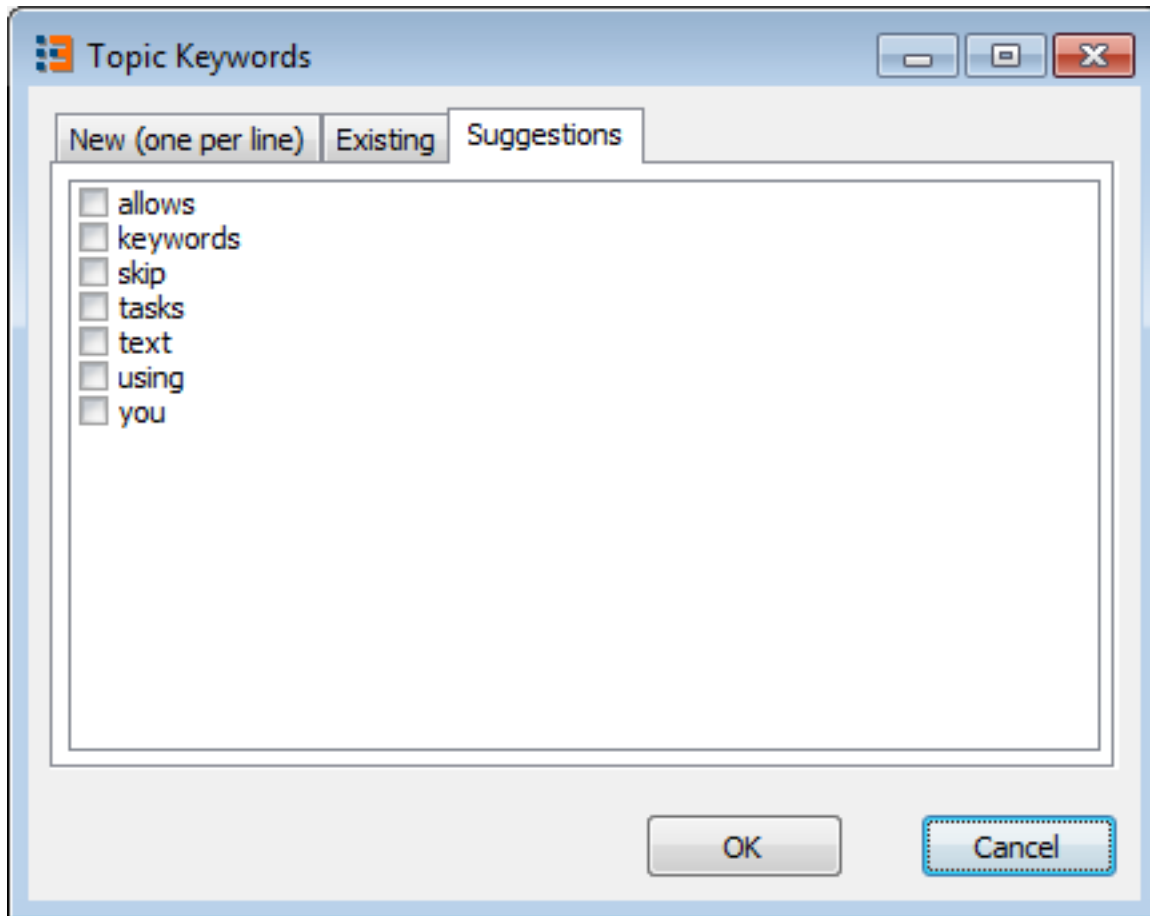 Topic Keywords
New (one per line) Existing Suggestions
allows
keywords
skip
tasks
text
using
you
OK Cancel